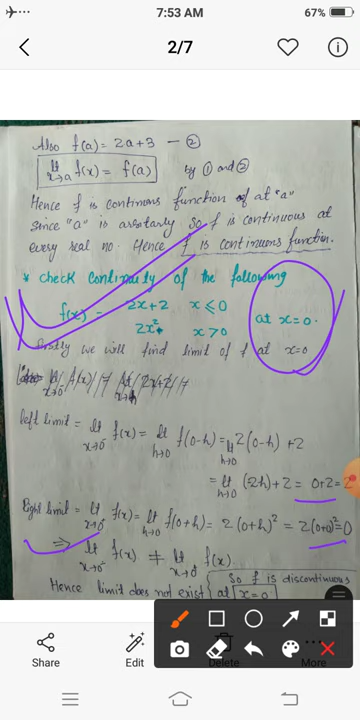 7:53 AM
67%
2/7
Also f(a) = 2a+3 — ②
lt x→a f(x) = f(a) by ① and ②
Hence f is continous function of at "a"
Since "a" is arbotarly So f is continuous at
every real no. Hence f is continuous function.
* Check continuity of the following
f(x) = 2x+2 x ⩽ 0
2x² x > 0
at x=0.
Firstly we will find limit of f at x=0
left limit = lt x→0⁻ f(x) = lt h→0 f(0-h) = lt h→0 2(0-h) +2
= lt h→0 (2h)+2 = 0+2=2
Right limit = lt x→0⁺ f(x) = lt h→0 f(0+h) = 2(0+h)² = 2(0+0)²=0
⇒ lt x→0⁻ f(x) ≠ lt x→0⁺ f(x)
Hence limit does not exist So f is discontinuous
at x=0
Share
Edit
Delete
More